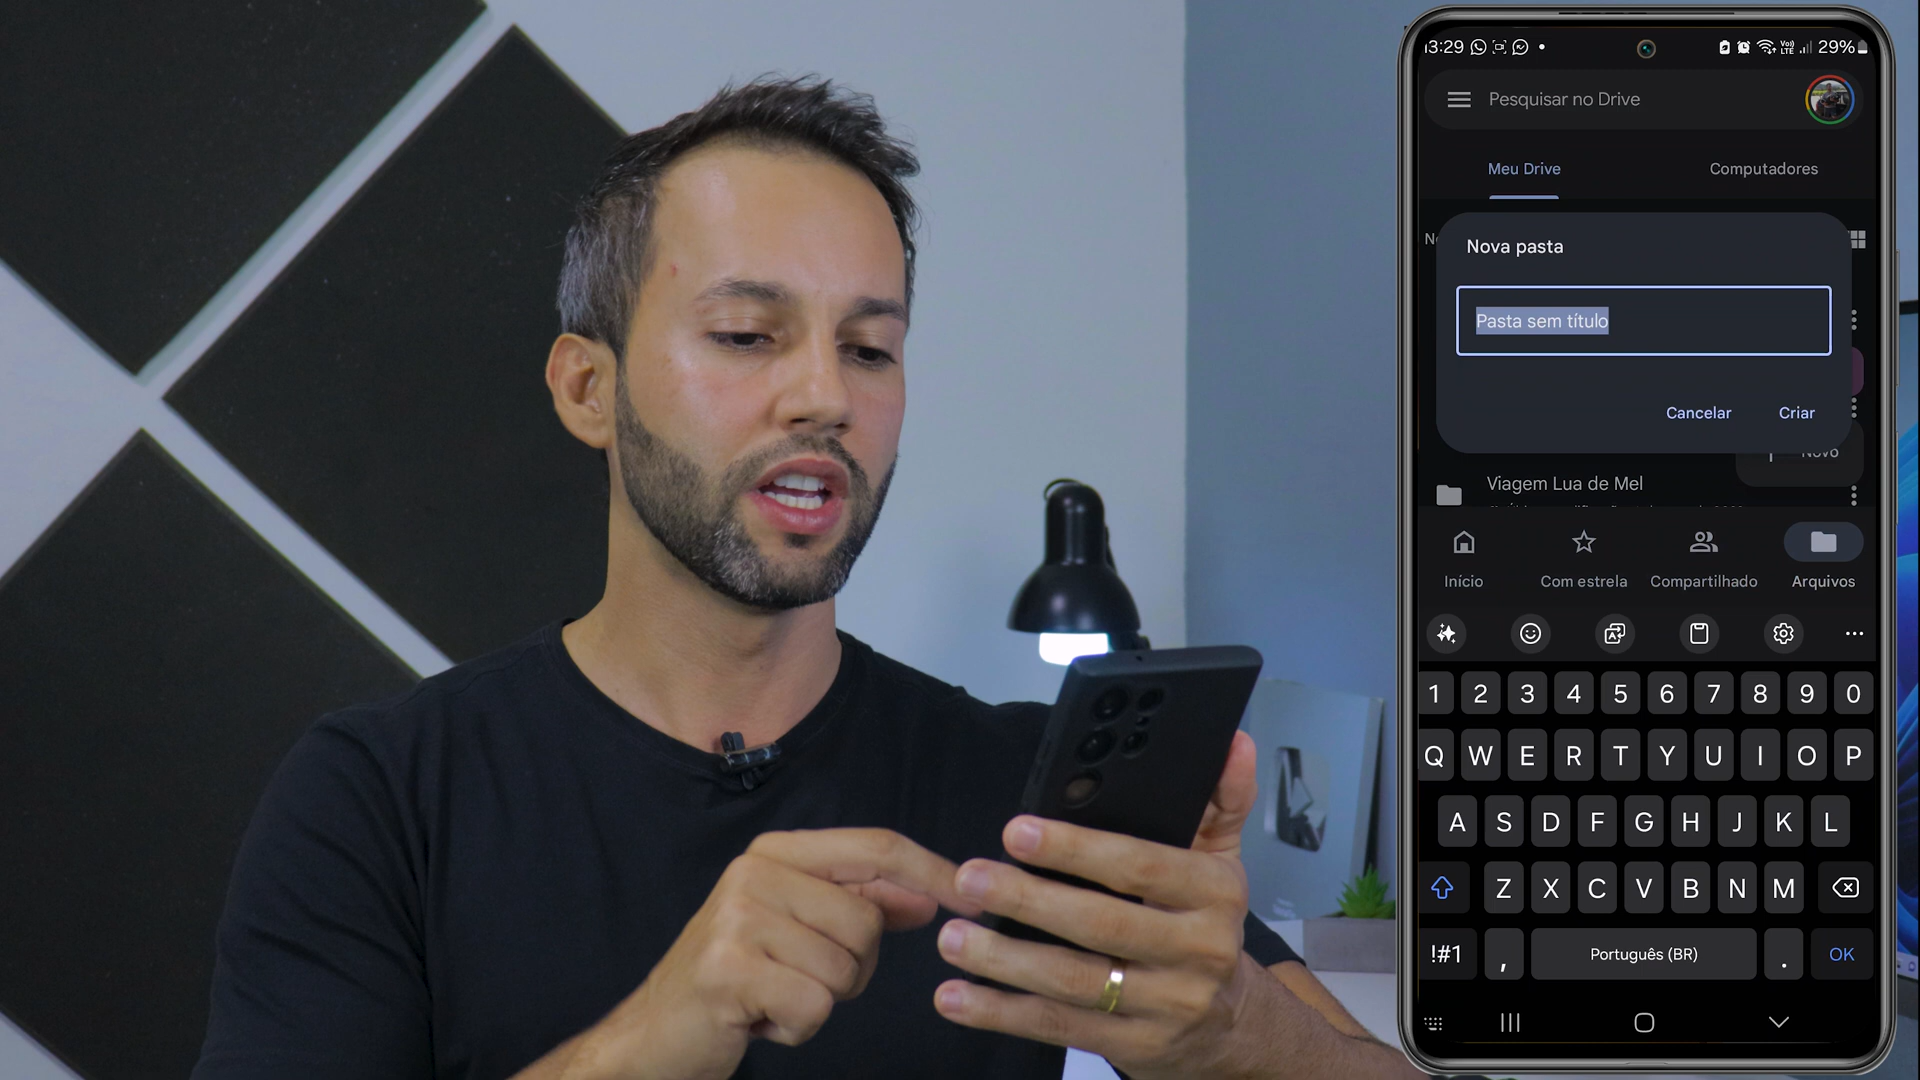 13:29
29%
Pesquisar no Drive
Meu Drive
Computadores
Nova pasta
Pasta sem título
Cancelar
Criar
Novo
Viagem Lua de Mel
Início
Com estrela
Compartilhado
Arquivos
1 2 3 4 5 6 7 8 9 0
Q W E R T Y U I O P
A S D F G H J K L
Z X C V B N M
!#1 , Português (BR) . OK